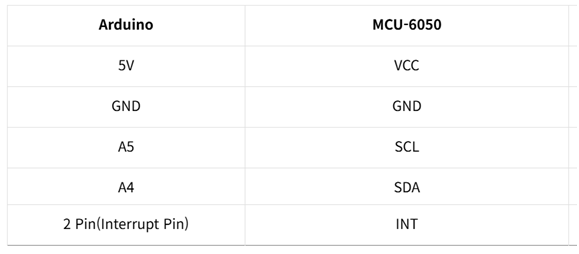 Arduino MCU-6050
5V VCC
GND GND
A5 SCL
A4 SDA
2 Pin(Interrupt Pin) INT